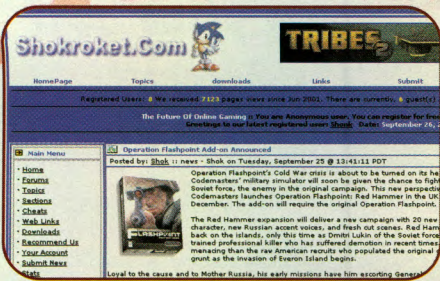 Shokroket.Com
TRIBES 2
HomePage Topics downloads Links Submit
Registered Users: 8 We received 7123 pages views since Jun 2001. There are currently, 6 guest(s)
The Future Of Online Gaming :: You are Anonymous user. You can register for free
Greetings to our latest registered user: Shonk Date: September 26, 2
Main Menu
· Home
· Forums
· Topics
· Sections
· Cheats
· Web Links
· Downloads
· Recommend Us
· Your Account
· Submit News
· Stats
Operation Flashpoint Add-on Announced
Posted by: Shok :: news - Shok on Tuesday, September 25 @ 13:41:11 PDT
FLASHPOINT
Operation Flashpoint's Cold War crisis is about to be turned on its he
Codemasters' military simulator will soon be given the chance to fight
Soviet force, the enemy in the original campaign. This new perspectiv
Codemasters launches Operation Flashpoint: Red Hammer in the UK
December. The add-on will require the original Operation Flashpoint.
The Red Hammer expansion will deliver a new campaign with 20 new
character, new Russian accent voices, and fresh cut scenes. Red Ham
back on the islands, only this time as Dmitri Lukin of the Soviet force
trained professional killer who has suffered demotion in recent times.
menacing than the raw American recruits who populated the original
grunt as the invasion of Everon Island begins.
Loyal to the cause and to Mother Russia, his early missions have him escorting General